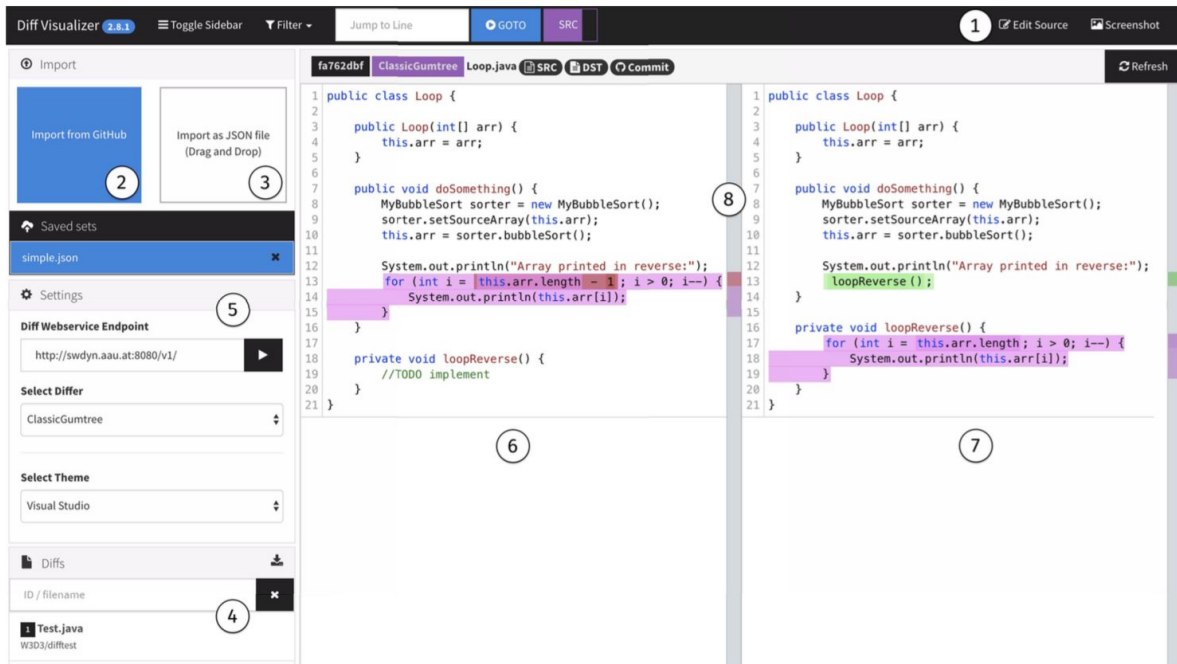 Diff Visualizer 2.8.1 Toggle Sidebar Filter Jump to Line GOTO SRC 1 Edit Source Screenshot
Import
Import from GitHub
2
Import as JSON file
(Drag and Drop)
3
Saved sets
simple.json
Settings
5
Diff Webservice Endpoint
http://swdyn.aau.at:8080/v1/
Select Differ
ClassicGumtree
Select Theme
Visual Studio
Diffs
ID / filename
4
1 Test.java
W3D3/difftest
fa762dbf ClassicGumtree Loop.java SRC DST Commit Refresh
1 public class Loop {
2
3 public Loop(int[] arr) {
4 this.arr = arr;
5 }
6
7 public void doSomething() {
8 MyBubbleSort sorter = new MyBubbleSort();
9 sorter.setSourceArray(this.arr);
10 this.arr = sorter.bubbleSort();
11
12 System.out.println("Array printed in reverse:");
13 for (int i = this.arr.length - 1; i > 0; i--) {
14 System.out.println(this.arr[i]);
15 }
16 }
17
18 private void loopReverse() {
19 //TODO implement
20 }
21 }
6
8
1 public class Loop {
2
3 public Loop(int[] arr) {
4 this.arr = arr;
5 }
6
7 public void doSomething() {
8 MyBubbleSort sorter = new MyBubbleSort();
9 sorter.setSourceArray(this.arr);
10 this.arr = sorter.bubbleSort();
11
12 System.out.println("Array printed in reverse:");
13 loopReverse();
14 }
15
16 private void loopReverse() {
17 for (int i = this.arr.length; i > 0; i--) {
18 System.out.println(this.arr[i]);
19 }
20 }
21 }
7